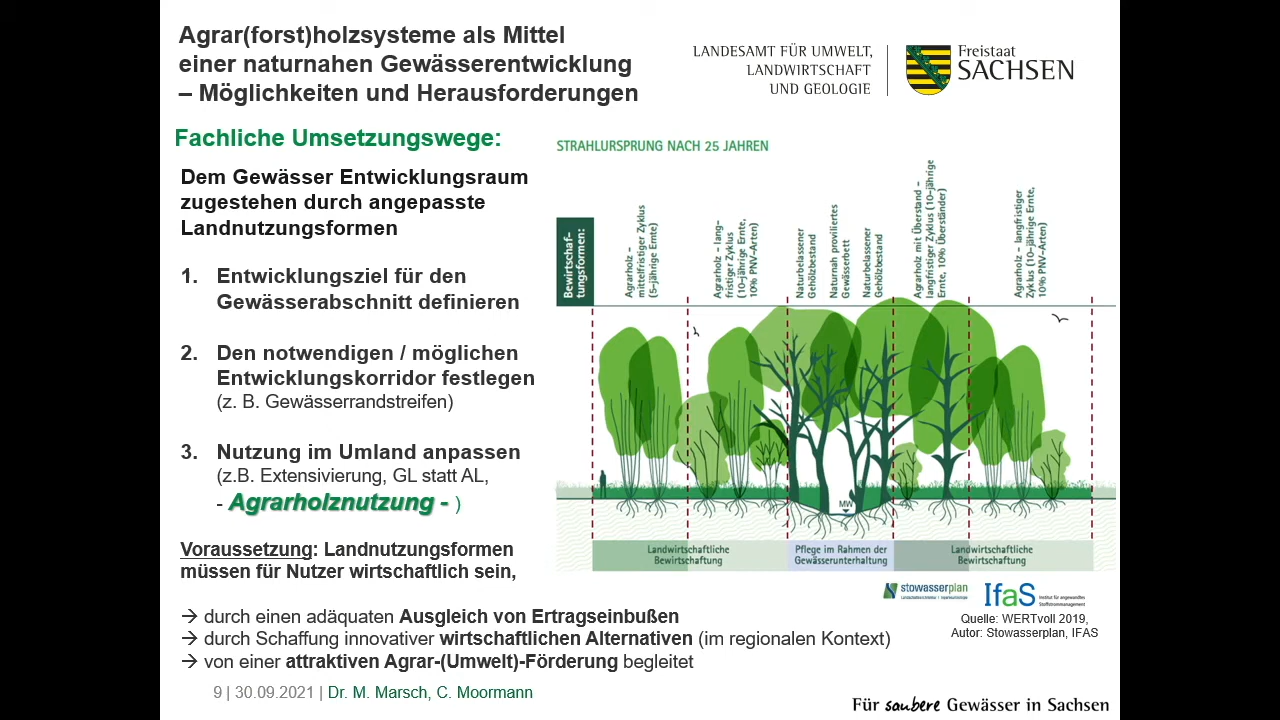 Agrar(forst)holzsysteme als Mittel
einer naturnahen Gewässerentwicklung
– Möglichkeiten und Herausforderungen
LANDESAMT FÜR UMWELT,
LANDWIRTSCHAFT
UND GEOLOGIE
Freistaat
SACHSEN
Fachliche Umsetzungswege:
Dem Gewässer Entwicklungsraum
zugestehen durch angepasste
Landnutzungsformen
1. Entwicklungsziel für den
Gewässerabschnitt definieren
2. Den notwendigen / möglichen
Entwicklungskorridor festlegen
(z. B. Gewässerrandstreifen)
3. Nutzung im Umland anpassen
(z.B. Extensivierung, GL statt AL,
- Agrarholznutzung - )
Voraussetzung: Landnutzungsformen
müssen für Nutzer wirtschaftlich sein,
→ durch einen adäquaten Ausgleich von Ertragseinbußen
→ durch Schaffung innovativer wirtschaftlichen Alternativen (im regionalen Kontext)
→ von einer attraktiven Agrar-(Umwelt)-Förderung begleitet
STRAHLURSPRUNG NACH 25 JAHREN
Bewirtschaf-
tungsformen:
Agrarholz –
mittelfristiger Zyklus
(5-jährige Ernte)
Agrarholz – lang-
fristiger Zyklus
(10-jährige Ernte,
10% PNV-Arten)
Naturbelassener
Gehölzbestand
Naturnah profiliertes
Gewässerbett
Naturbelassener
Gehölzbestand
Agrarholz mit Überstand –
langfristiger Zyklus (10-jährige
Ernte, 10% Überständer)
Agrarholz – langfristiger
Zyklus (10-jährige Ernte,
10% PNV-Arten)
MW
Landwirtschaftliche
Bewirtschaftung
Pflege im Rahmen der
Gewässerunterhaltung
Landwirtschaftliche
Bewirtschaftung
stowasserplan
IfaS
Institut für angewandtes
Stoffstrommanagement
Quelle: WERTvoll 2019,
Autor: Stowasserplan, IFAS
9 | 30.09.2021 | Dr. M. Marsch, C. Moormann
Für saubere Gewässer in Sachsen